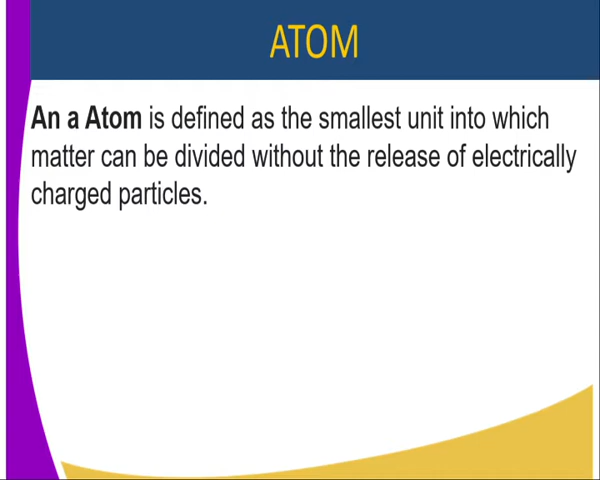 ATOM
An a Atom is defined as the smallest unit into which
matter can be divided without the release of electrically
charged particles.